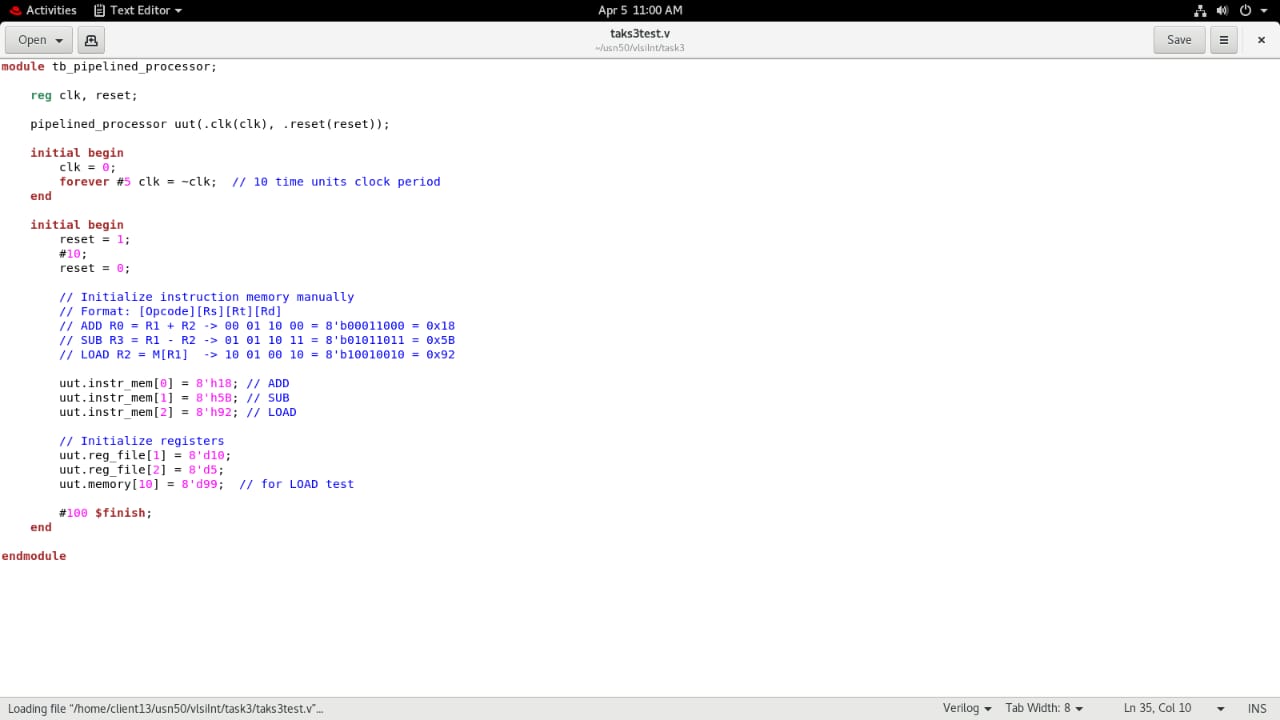 Activities Text Editor Apr 5 11:00 AM
Open taks3test.v Save
~/usn50/vlsiInt/task3
module tb_pipelined_processor;
reg clk, reset;
pipelined_processor uut(.clk(clk), .reset(reset));
initial begin
clk = 0;
forever #5 clk = ~clk;  // 10 time units clock period
end
initial begin
reset = 1;
#10;
reset = 0;
// Initialize instruction memory manually
// Format: [Opcode][Rs][Rt][Rd]
// ADD R0 = R1 + R2 -> 00 01 10 00 = 8'b00011000 = 0x18
// SUB R3 = R1 - R2 -> 01 01 10 11 = 8'b01011011 = 0x5B
// LOAD R2 = M[R1]  -> 10 01 00 10 = 8'b10010010 = 0x92
uut.instr_mem[0] = 8'h18; // ADD
uut.instr_mem[1] = 8'h5B; // SUB
uut.instr_mem[2] = 8'h92; // LOAD
// Initialize registers
uut.reg_file[1] = 8'd10;
uut.reg_file[2] = 8'd5;
uut.memory[10] = 8'd99;  // for LOAD test
#100 $finish;
end
endmodule
Loading file "/home/client13/usn50/vlsiInt/task3/taks3test.v"… Verilog Tab Width: 8 Ln 35, Col 10 INS